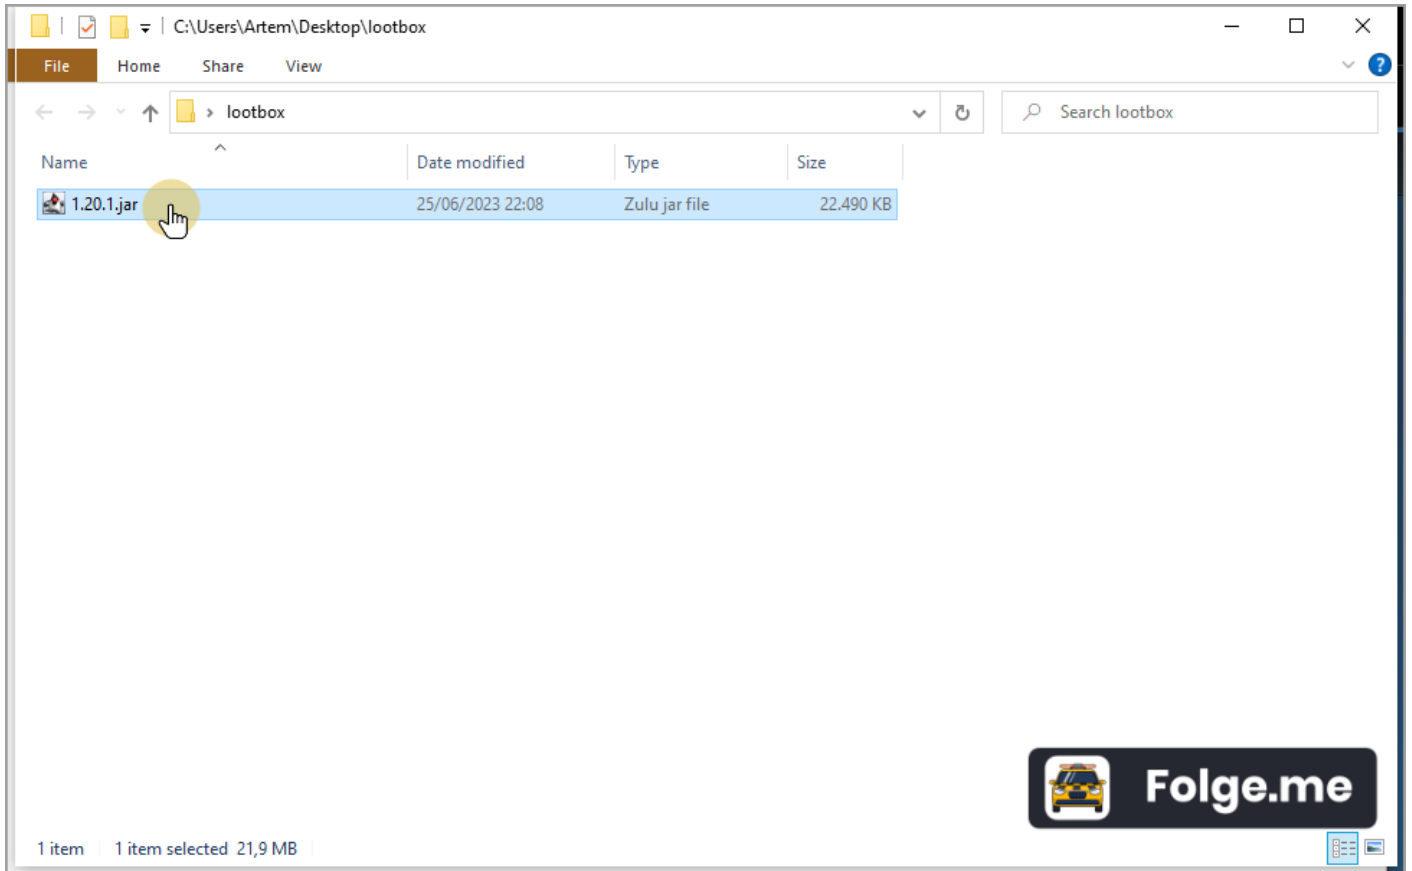 C:\Users\Artem\Desktop\lootbox
File Home Share View
?
lootbox
Search lootbox
Name Date modified Type Size
1.20.1.jar 25/06/2023 22:08 Zulu jar file 22.490 KB
Folge.me
1 item 1 item selected 21,9 MB